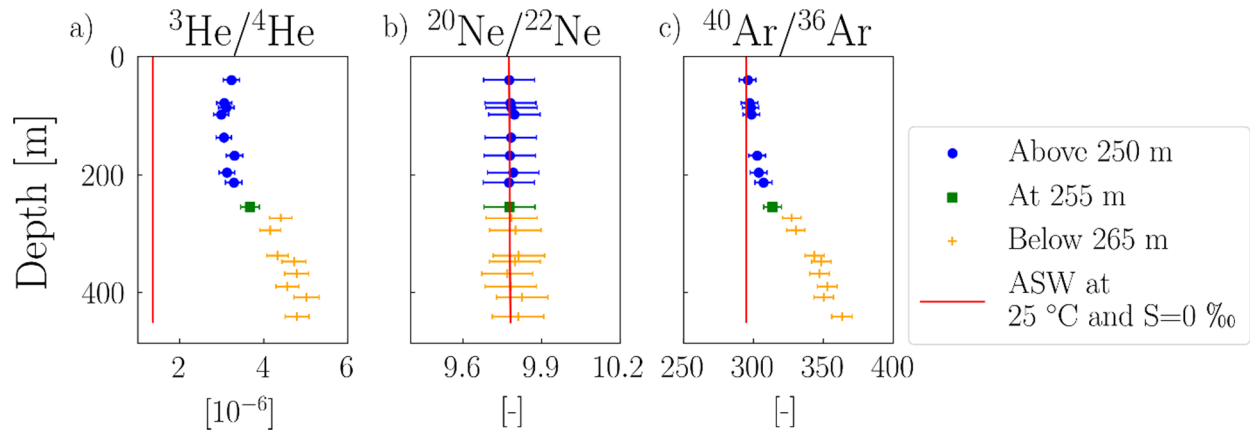 a) ³He/⁴He
b) ²⁰Ne/²²Ne
c) ⁴⁰Ar/³⁶Ar
Depth [m]
0
200
400
2 4 6
[10⁻⁶]
9.6 9.9 10.2
[-]
250 300 350 400
[-]
Above 250 m
At 255 m
Below 265 m
ASW at
25 °C and S=0 ‰